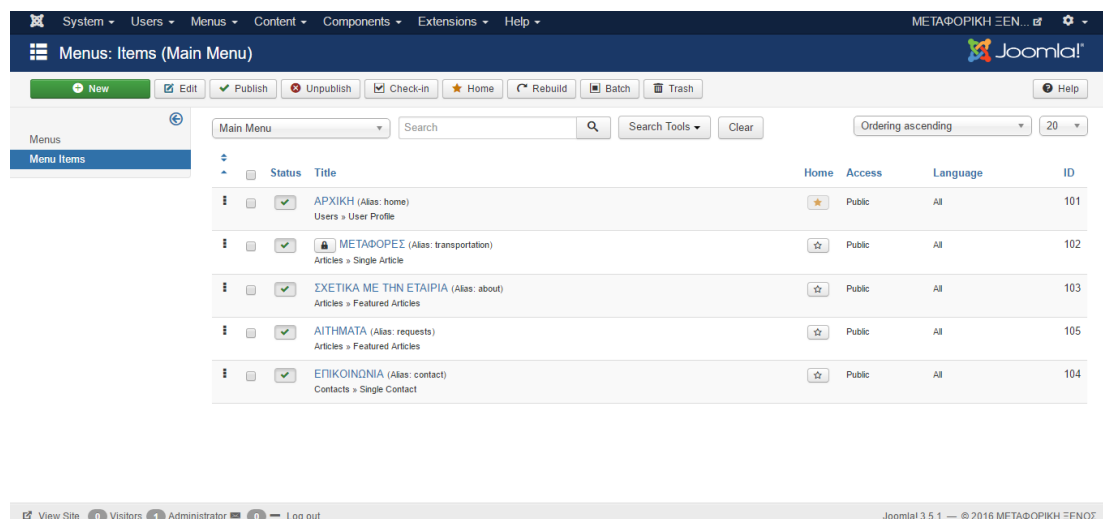 System Users Menus Content Components Extensions Help ΜΕΤΑΦΟΡΙΚΗ ΞΕΝ...
Menus: Items (Main Menu) Joomla!
New Edit Publish Unpublish Check-in Home Rebuild Batch Trash Help
Main Menu Search Search Tools Clear Ordering ascending 20
Menus
Menu Items
Status Title Home Access Language ID
ΑΡΧΙΚΗ (Alias: home) Public All 101
Users » User Profile
ΜΕΤΑΦΟΡΕΣ (Alias: transportation) Public All 102
Articles » Single Article
ΣΧΕΤΙΚΑ ΜΕ ΤΗΝ ΕΤΑΙΡΙΑ (Alias: about) Public All 103
Articles » Featured Articles
ΑΙΤΗΜΑΤΑ (Alias: requests) Public All 105
Articles » Featured Articles
ΕΠΙΚΟΙΝΩΝΙΑ (Alias: contact) Public All 104
Contacts » Single Contact
View Site 0 Visitors 1 Administrator 0 Log out Joomla! 3.5.1 — © 2016 ΜΕΤΑΦΟΡΙΚΗ ΞΕΝΟΣ